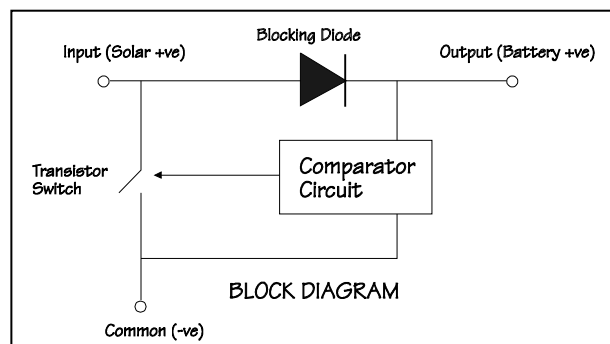 Blocking Diode
Input (Solar +ve)
Output (Battery +ve)
Transistor
Switch
Comparator
Circuit
BLOCK DIAGRAM
Common (-ve)